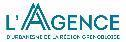 L'AGENCE
D'URBANISME DE LA RÉGION GRENOBLOISE